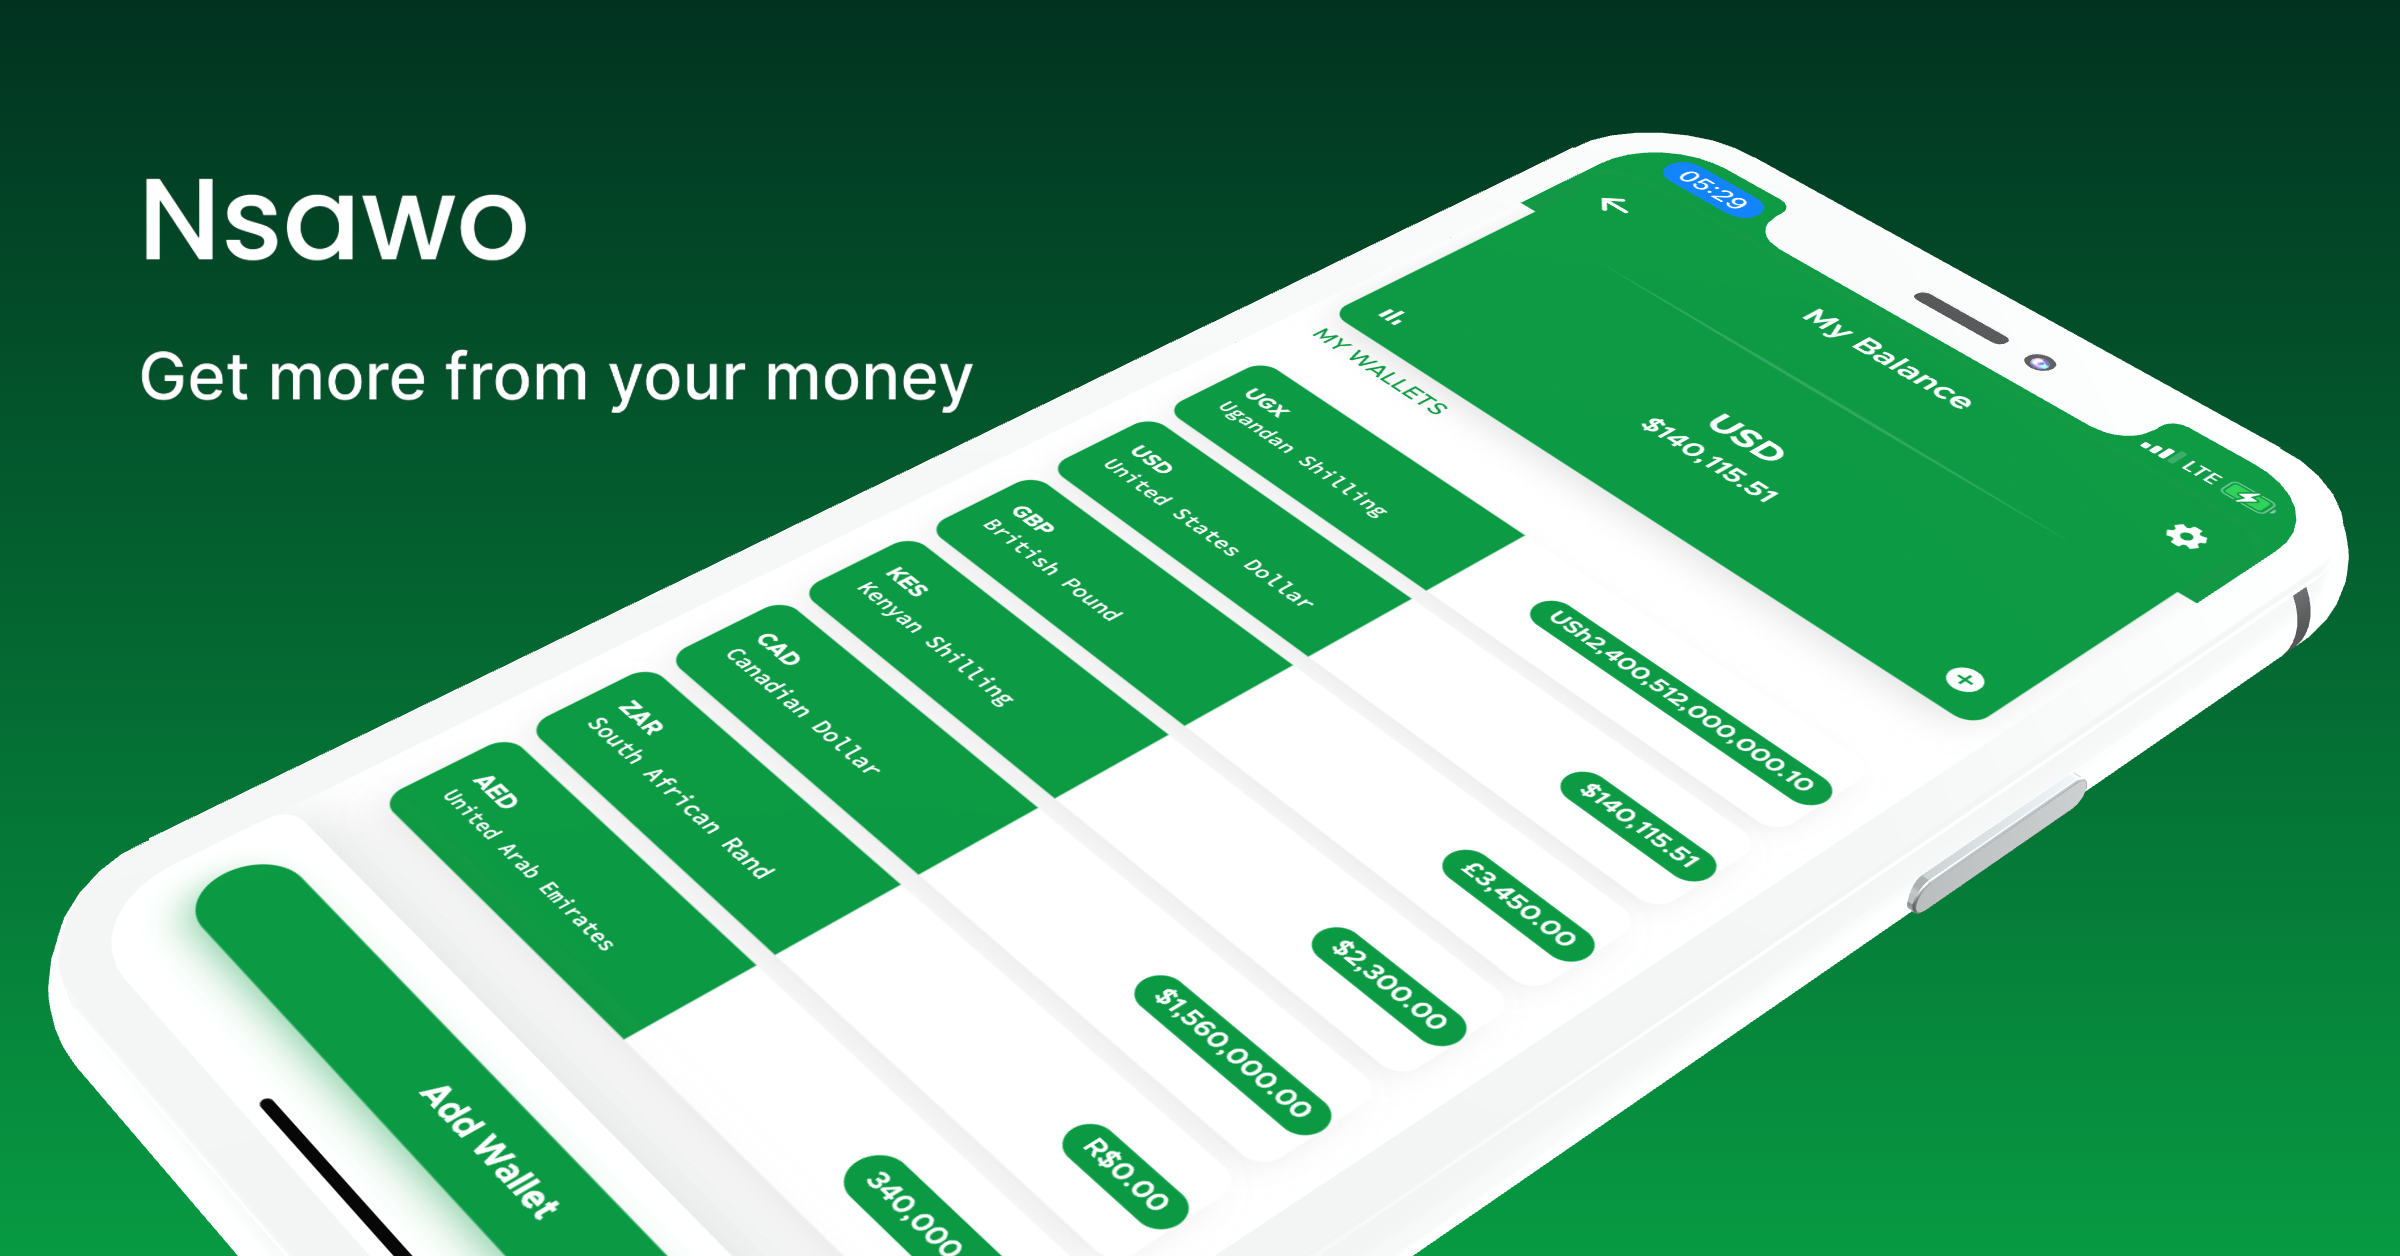 Nsawo
Get more from your money
05:29
LTE
My Balance
USD
$140,115.51
MY WALLETS
UGX
Ugandan Shilling
USh2,400,512,000,000.10
USD
United States Dollar
$140,115.51
GBP
British Pound
£3,450.00
KES
Kenyan Shilling
$2,300.00
CAD
Canadian Dollar
$1,560,000.00
ZAR
South African Rand
R$0.00
AED
United Arab Emirates
340,000
Add Wallet